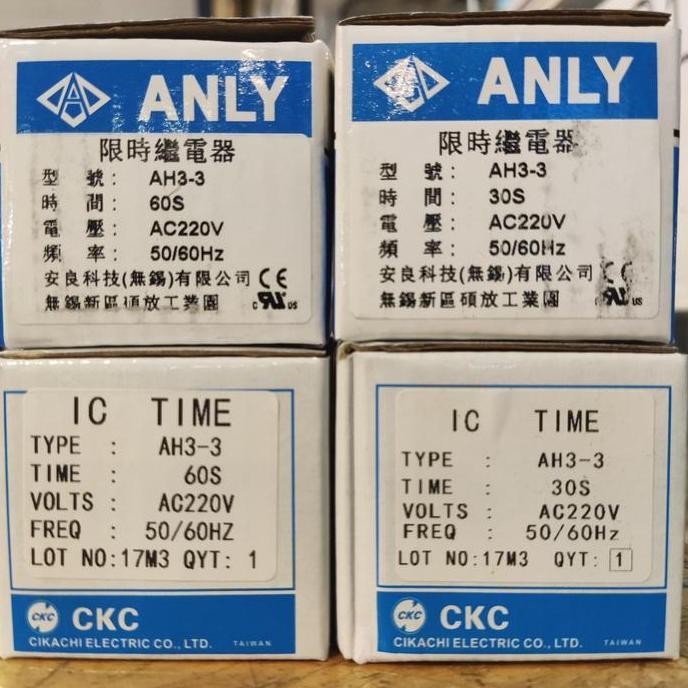 ANLY
限時繼電器
型 號： AH3-3
時 間： 60S
電 壓： AC220V
頻 率： 50/60Hz
安良科技(無錫)有限公司 CE
無錫新區碩放工業園 c UR us
ANLY
限時繼電器
型 號： AH3-3
時 間： 30S
電 壓： AC220V
頻 率： 50/60Hz
安良科技(無錫)有限公司 CE
無錫新區碩放工業園 UR us
IC TIME
TYPE : AH3-3
TIME : 60S
VOLTS : AC220V
FREQ : 50/60HZ
LOT NO:17M3 QYT: 1
CKC CKC
CIKACHI ELECTRIC CO., LTD. TAIWAN
IC TIME
TYPE : AH3-3
TIME : 30S
VOLTS : AC220V
FREQ : 50/60Hz
LOT NO:17M3 QYT: 1
CKC CKC
CIKACHI ELECTRIC CO., LTD. TAIWAN